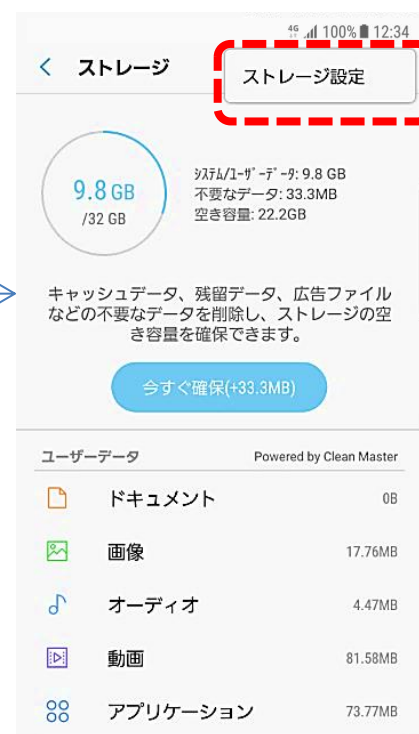 4G 100% 12:34
ストレージ
ストレージ設定
9.8 GB
/32 GB
ｼｽﾃﾑ/ﾕｰｻﾞｰﾃﾞｰﾀ: 9.8 GB
不要なデータ: 33.3MB
空き容量: 22.2GB
キャッシュデータ、残留データ、広告ファイル
などの不要なデータを削除し、ストレージの空
き容量を確保できます。
今すぐ確保(+33.3MB)
ユーザーデータ Powered by Clean Master
ドキュメント 0B
画像 17.76MB
オーディオ 4.47MB
動画 81.58MB
アプリケーション 73.77MB